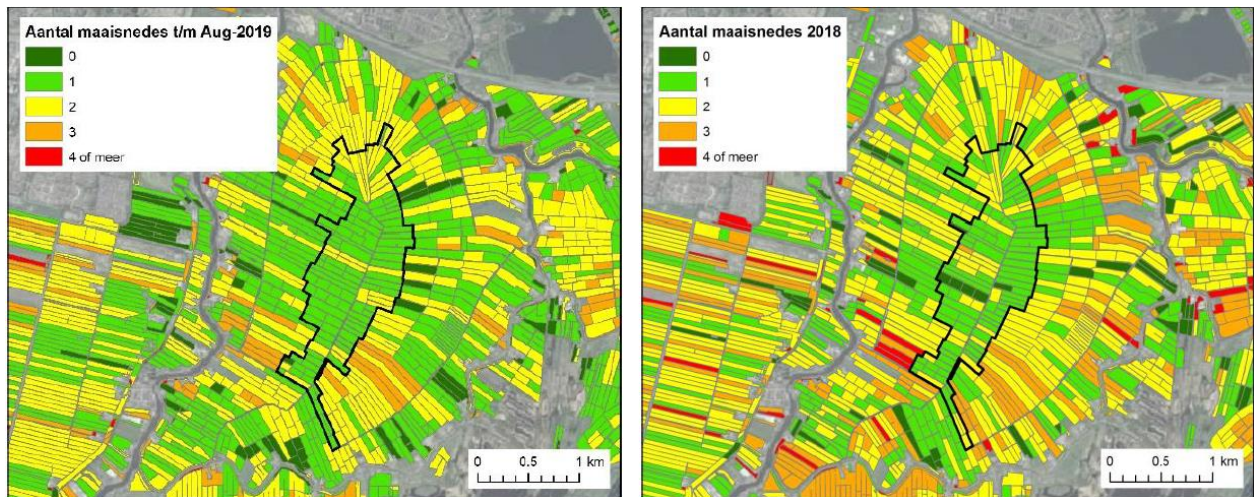 Aantal maaisnedes t/m Aug-2019
0
1
2
3
4 of meer
0 0.5 1 km
Aantal maaisnedes 2018
0
1
2
3
4 of meer
0 0.5 1 km